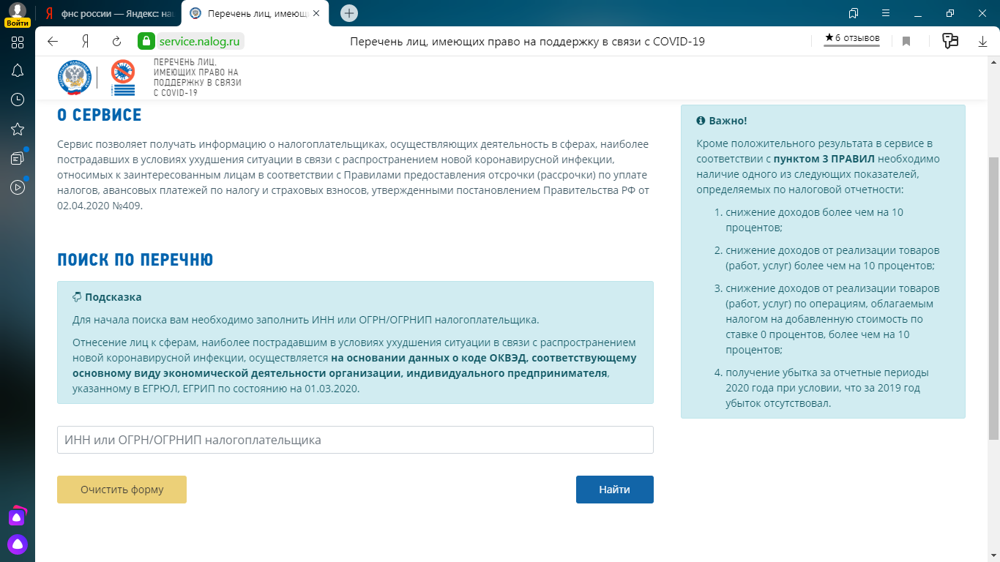 Войти
фнс россии — Яндекс: на
Перечень лиц, имеющи
service.nalog.ru
Перечень лиц, имеющих право на поддержку в связи с COVID-19
★6 отзывов
ПЕРЕЧЕНЬ ЛИЦ,
ИМЕЮЩИХ ПРАВО НА
ПОДДЕРЖКУ В СВЯЗИ
С COVID-19
О СЕРВИСЕ
Сервис позволяет получать информацию о налогоплательщиках, осуществляющих деятельность в сферах, наиболее
пострадавших в условиях ухудшения ситуации в связи с распространением новой коронавирусной инфекции,
относимых к заинтересованным лицам в соответствии с Правилами предоставления отсрочки (рассрочки) по уплате
налогов, авансовых платежей по налогу и страховых взносов, утвержденными постановлением Правительства РФ от
02.04.2020 №409.
ПОИСК ПО ПЕРЕЧНЮ
Подсказка
Для начала поиска вам необходимо заполнить ИНН или ОГРН/ОГРНИП налогоплательщика.
Отнесение лиц к сферам, наиболее пострадавшим в условиях ухудшения ситуации в связи с распространением
новой коронавирусной инфекции, осуществляется на основании данных о коде ОКВЭД, соответствующему
основному виду экономической деятельности организации, индивидуального предпринимателя,
указанному в ЕГРЮЛ, ЕГРИП по состоянию на 01.03.2020.
ИНН или ОГРН/ОГРНИП налогоплательщика
Очистить форму
Найти
Важно!
Кроме положительного результата в сервисе в
соответствии с пунктом 3 ПРАВИЛ необходимо
наличие одного из следующих показателей,
определяемых по налоговой отчетности:
1. снижение доходов более чем на 10
процентов;
2. снижение доходов от реализации товаров
(работ, услуг) более чем на 10 процентов;
3. снижение доходов от реализации товаров
(работ, услуг) по операциям, облагаемым
налогом на добавленную стоимость по
ставке 0 процентов, более чем на 10
процентов;
4. получение убытка за отчетные периоды
2020 года при условии, что за 2019 год
убыток отсутствовал.